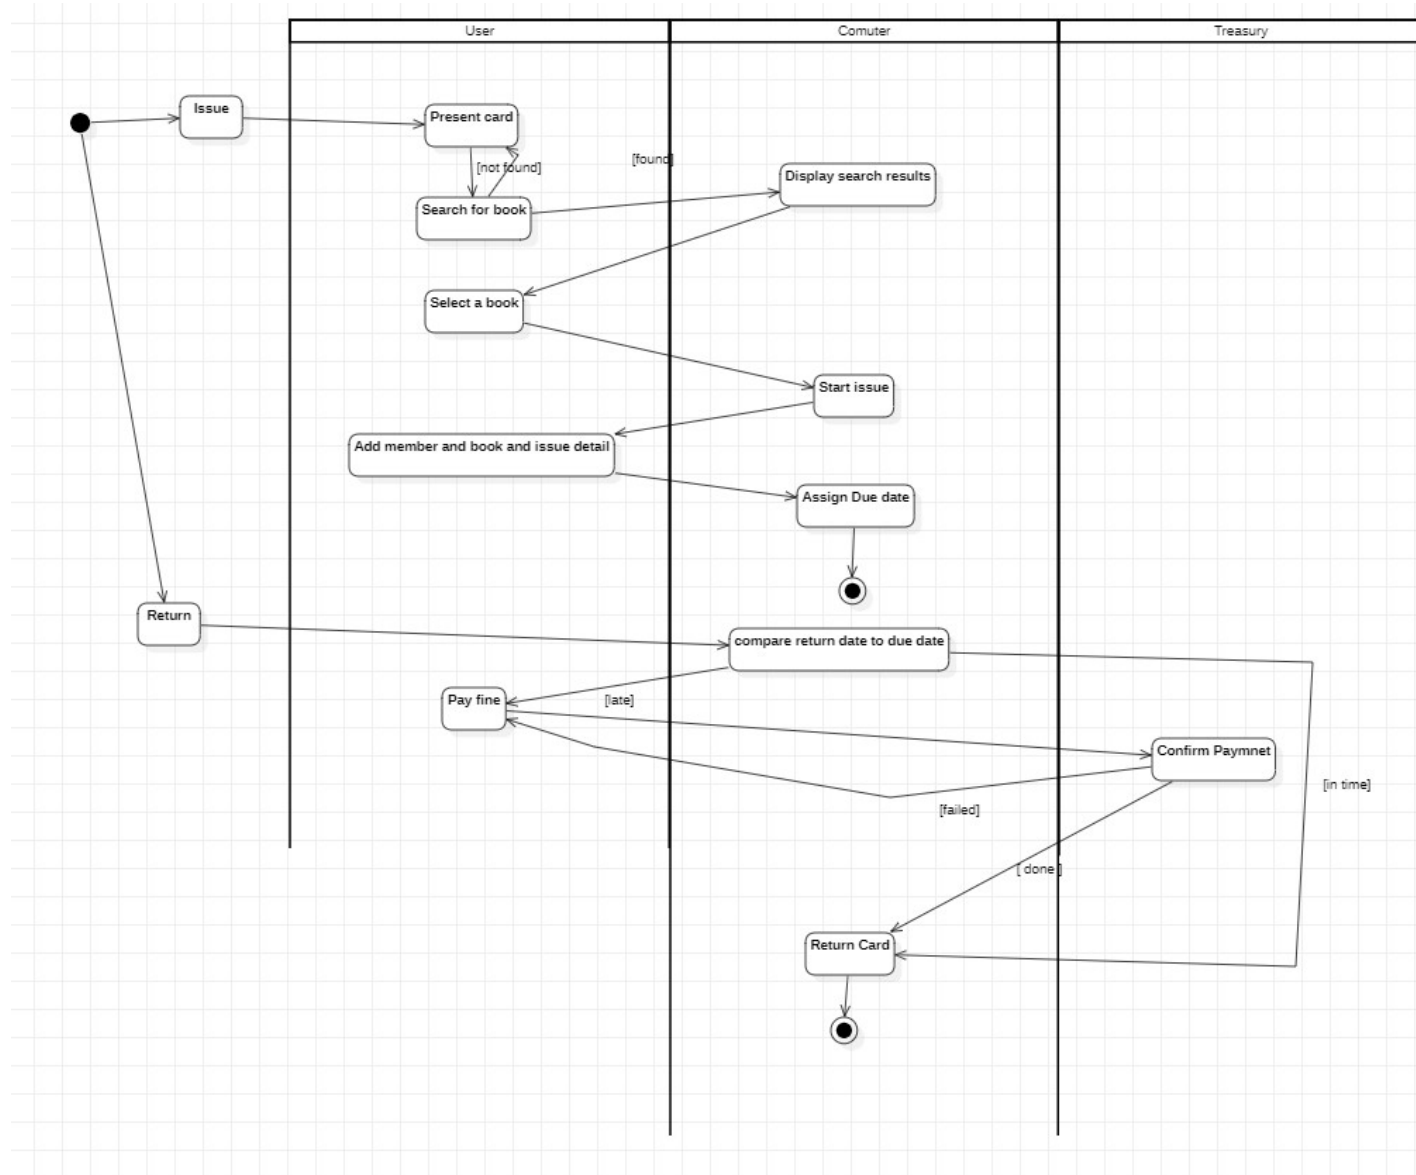 User
Comuter
Treasury
Issue
Present card
[not found]
[found]
Display search results
Search for book
Select a book
Start issue
Add member and book and issue detail
Assign Due date
Return
compare return date to due date
Pay fine
[late]
Confirm Paymnet
[in time]
[failed]
[ done ]
Return Card